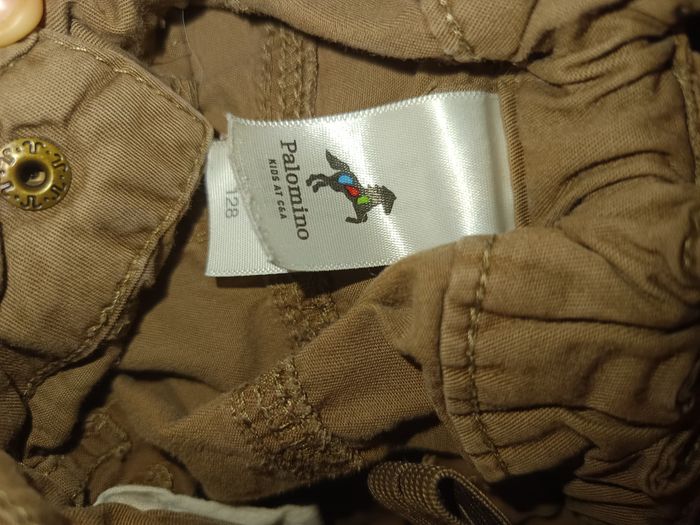 Palomino
KIDS AT C&A
128